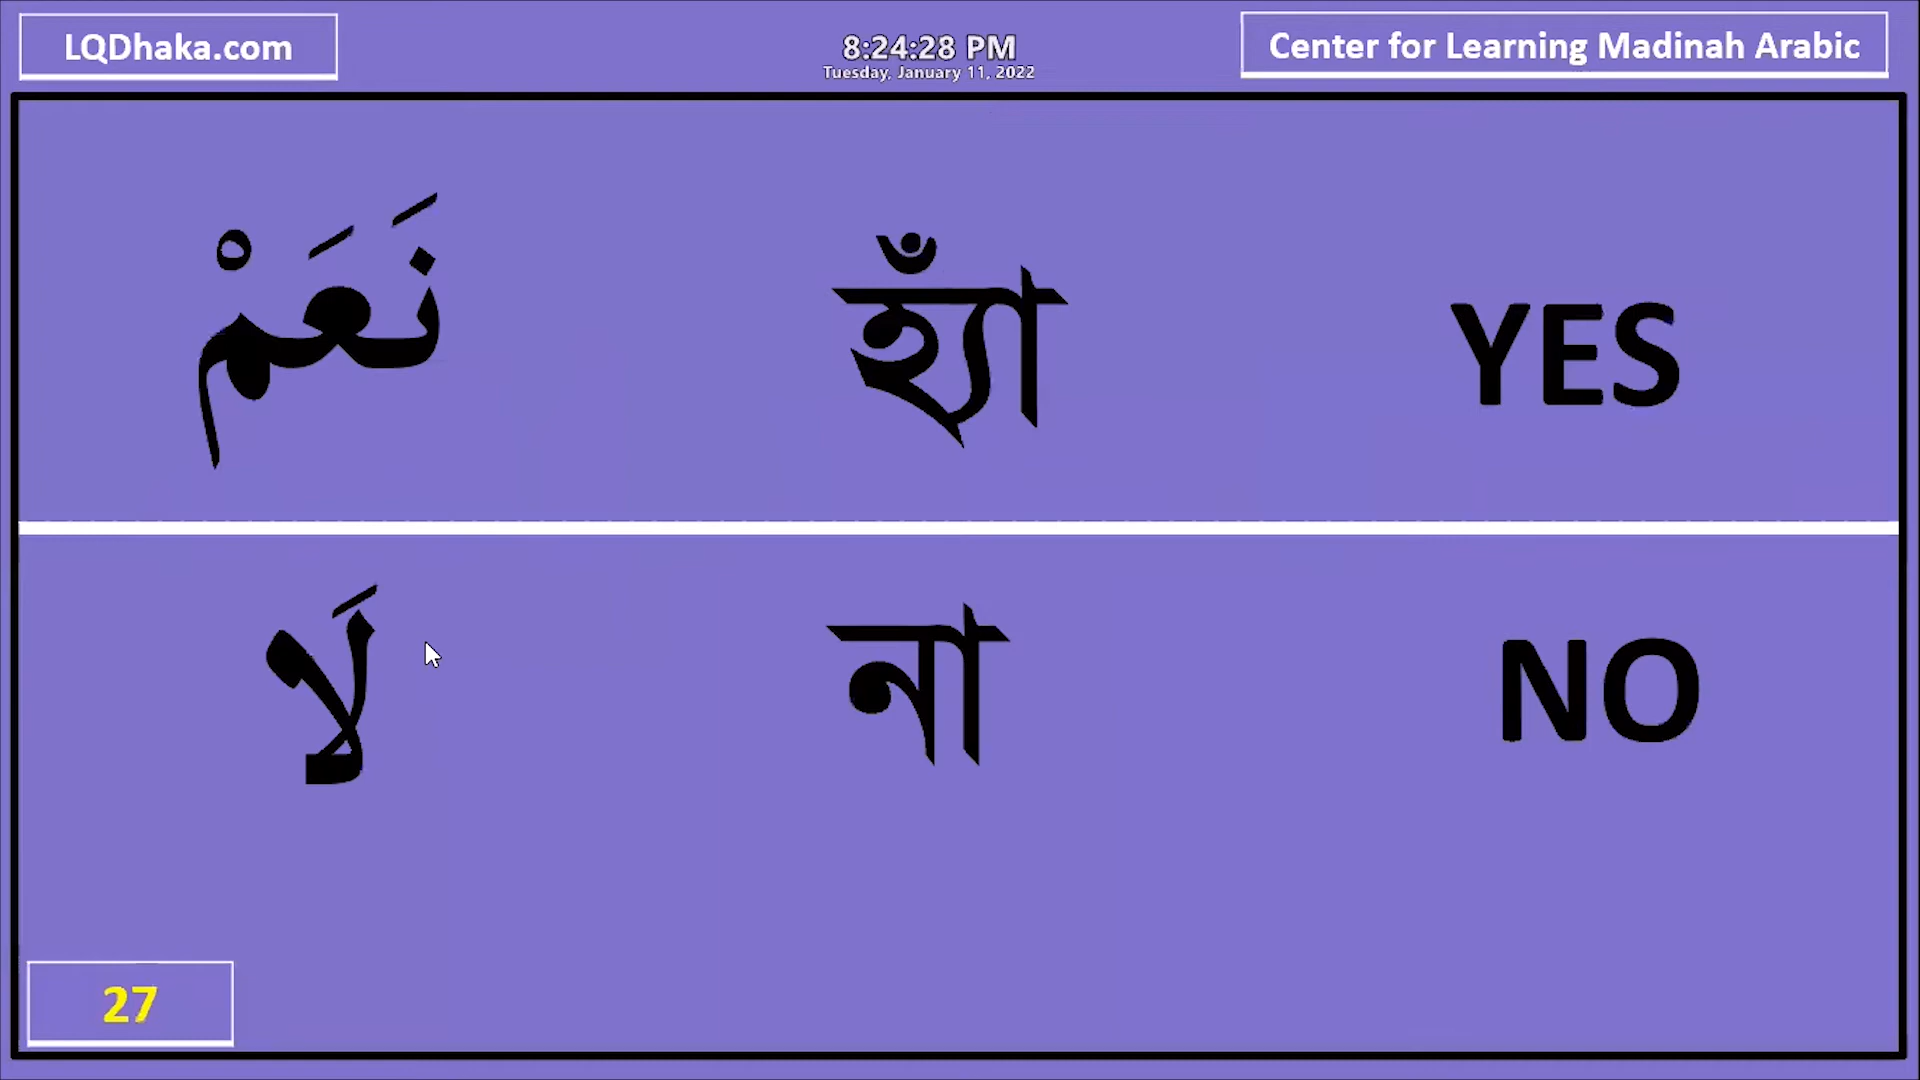 LQDhaka.com
8:24:28 PM
Tuesday, January 11, 2022
Center for Learning Madinah Arabic
نَعَمْ হ্যাঁ YES
لَا না NO
27